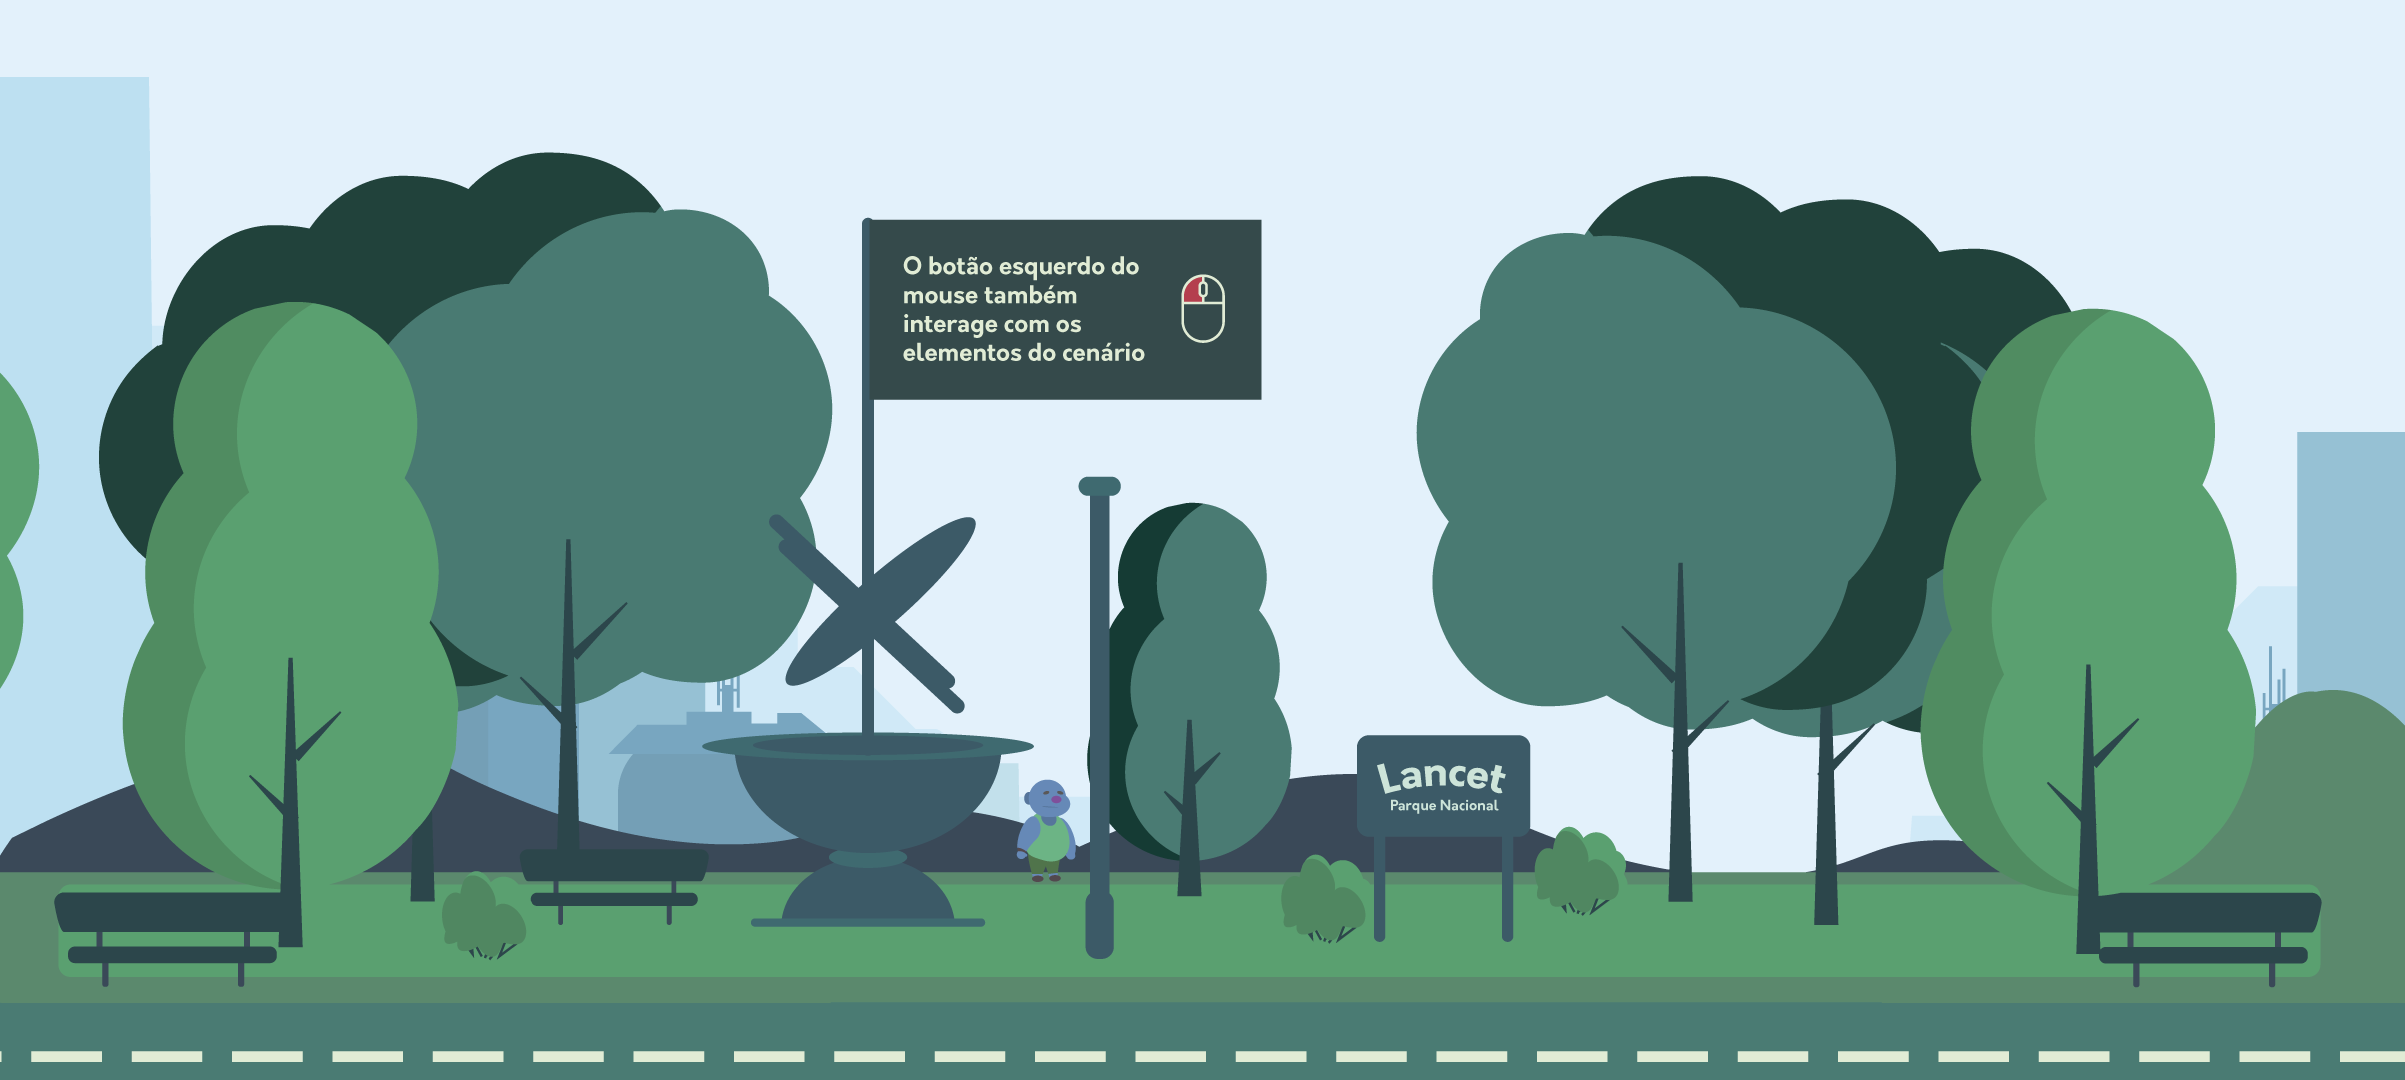 O botão esquerdo do
mouse também
interage com os
elementos do cenário
Lancet
Parque Nacional